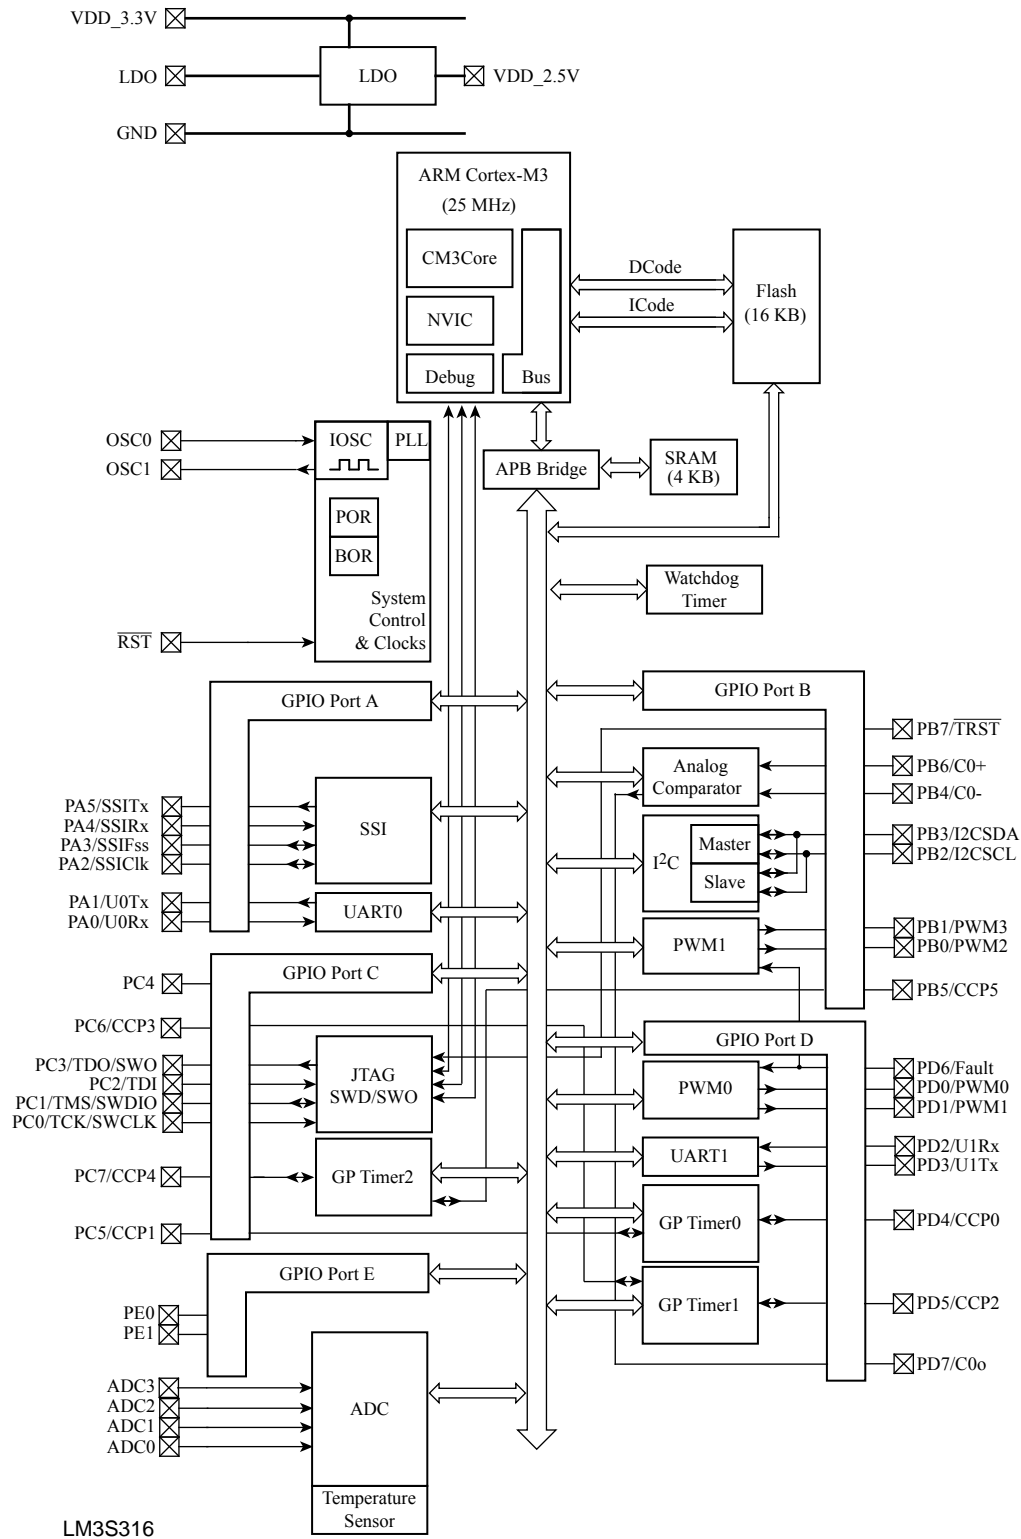 VDD_3.3V
LDO
LDO
VDD_2.5V
GND
ARM Cortex-M3
(25 MHz)
CM3Core
NVIC
Debug
Bus
DCode
ICode
Flash
(16 KB)
OSC0
OSC1
IOSC
PLL
POR
BOR
System
Control
& Clocks
RST
APB Bridge
SRAM
(4 KB)
Watchdog
Timer
GPIO Port A
PA5/SSITx
PA4/SSIRx
PA3/SSIFss
PA2/SSIClk
SSI
PA1/U0Tx
PA0/U0Rx
UART0
GPIO Port B
PB7/TRST
Analog
Comparator
PB6/C0+
PB4/C0-
I2C
Master
Slave
PB3/I2CSDA
PB2/I2CSCL
PWM1
PB1/PWM3
PB0/PWM2
PB5/CCP5
GPIO Port C
PC4
PC6/CCP3
PC3/TDO/SWO
PC2/TDI
PC1/TMS/SWDIO
PC0/TCK/SWCLK
JTAG
SWD/SWO
PC7/CCP4
GP Timer2
PC5/CCP1
GPIO Port D
PWM0
PD6/Fault
PD0/PWM0
PD1/PWM1
UART1
PD2/U1Rx
PD3/U1Tx
GP Timer0
PD4/CCP0
GP Timer1
PD5/CCP2
PD7/C0o
GPIO Port E
PE0
PE1
ADC3
ADC2
ADC1
ADC0
ADC
Temperature
Sensor
LM3S316